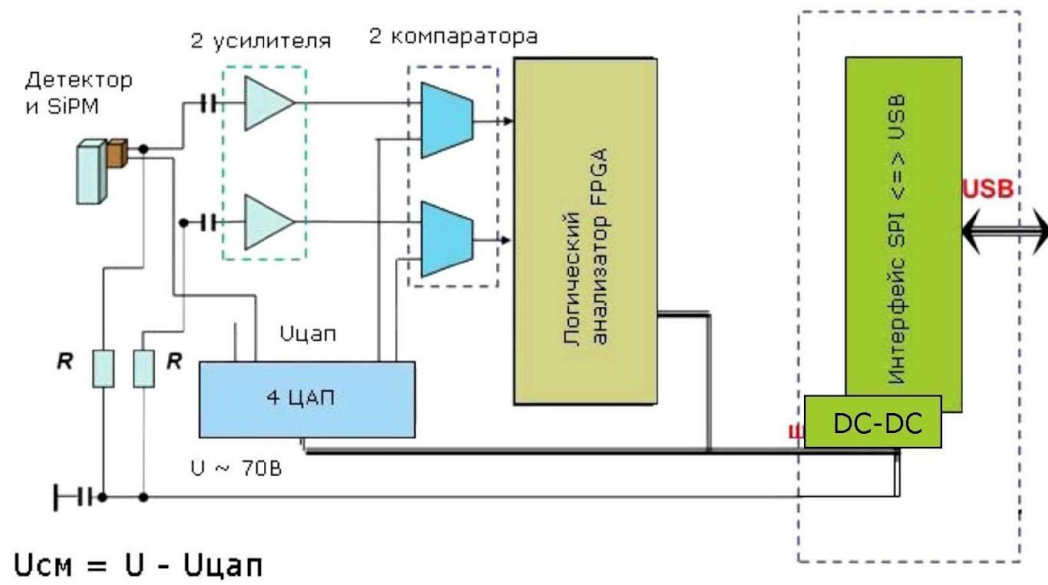 2 усилителя
2 компаратора
Детектор
и SiPM
Логический
анализатор FPGA
Интерфейс SPI <=> USB
USB
Uцап
R
R
4 ЦАП
DC-DC
U ~ 70В
Uсм = U - Uцап